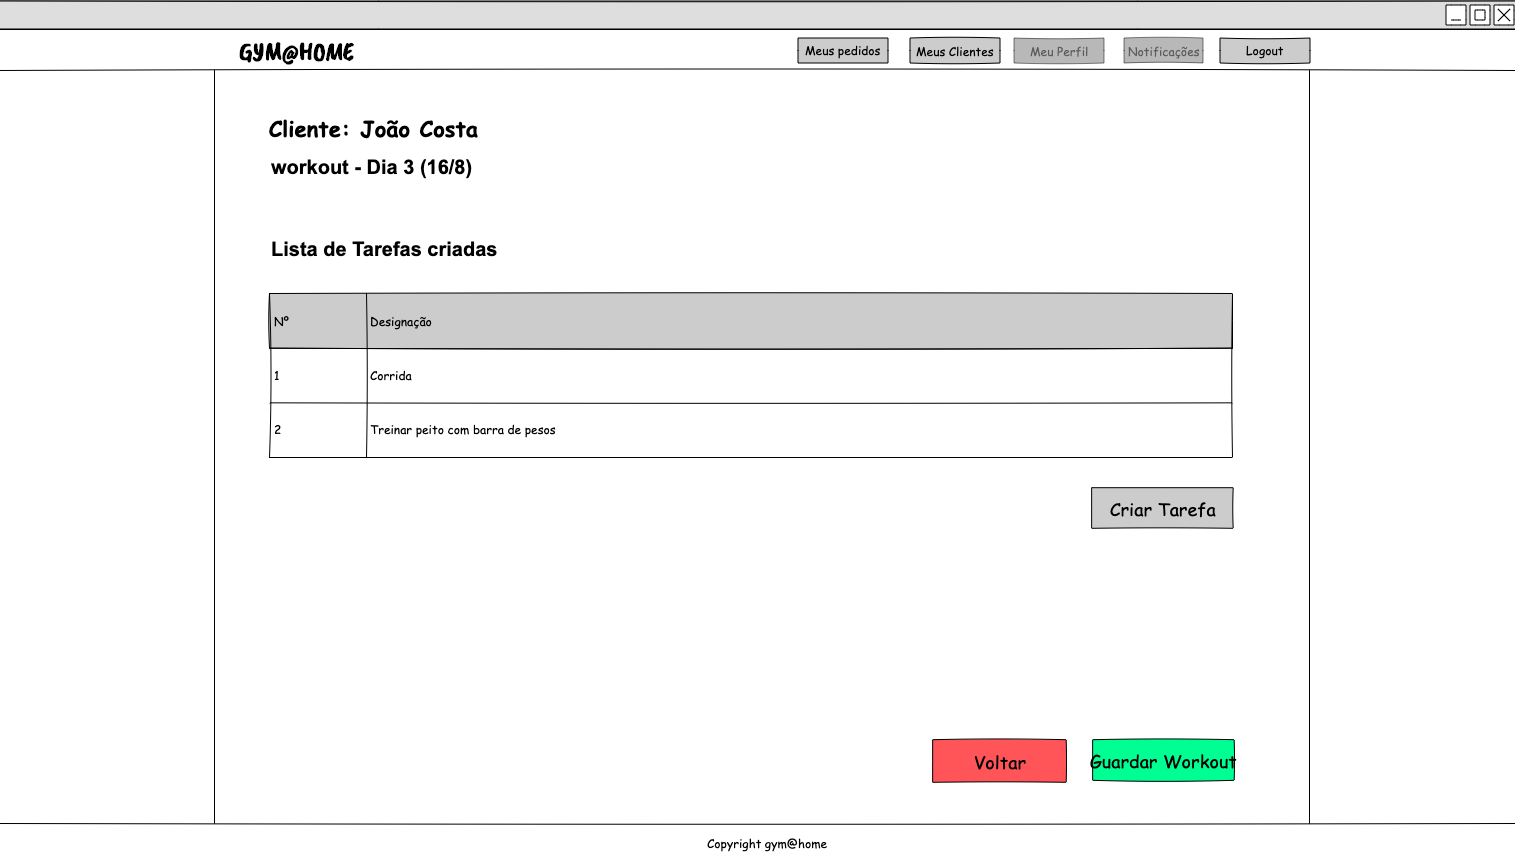 GYM@HOME
Meus pedidos
Meus Clientes
Meu Perfil
Notificações
Logout
Cliente: João Costa
workout - Dia 3 (16/8)
Lista de Tarefas criadas
Nº Designação
1 Corrida
2 Treinar peito com barra de pesos
Criar Tarefa
Voltar
Guardar Workout
Copyright gym@home